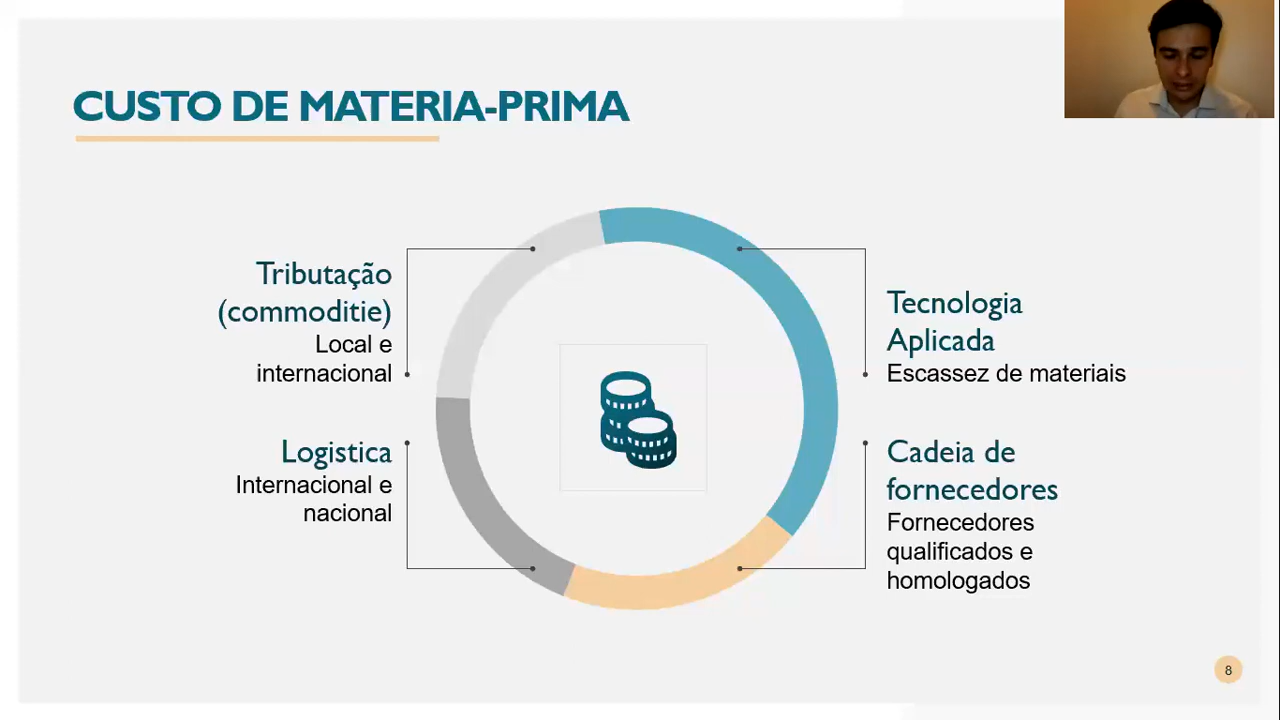 CUSTO DE MATERIA-PRIMA
Tributação
(commoditie)
Local e
internacional
Logistica
Internacional e
nacional
Tecnologia
Aplicada
Escassez de materiais
Cadeia de
fornecedores
Fornecedores
qualificados e
homologados
8